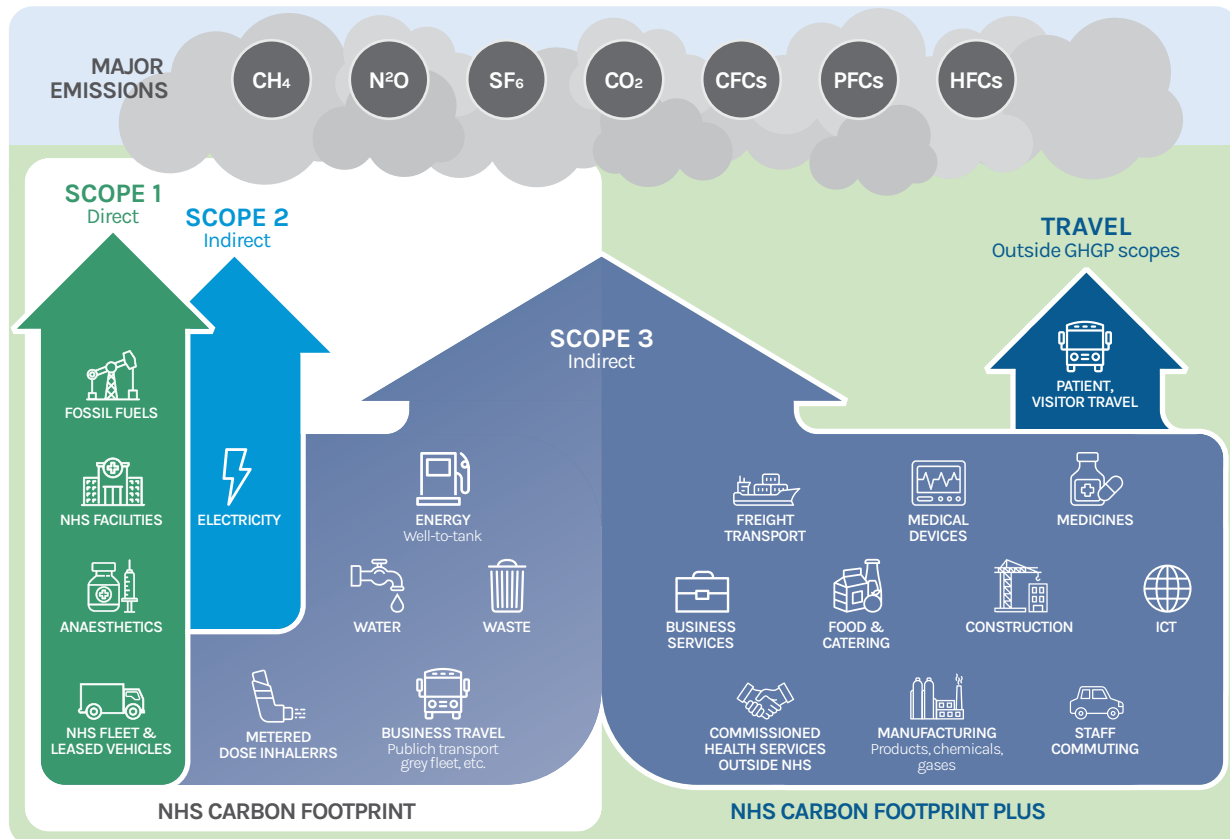 MAJOR
EMISSIONS
CH₄
N²O
SF₆
CO₂
CFCs
PFCs
HFCs
SCOPE 1
Direct
SCOPE 2
Indirect
SCOPE 3
Indirect
TRAVEL
Outside GHGP scopes
FOSSIL FUELS
NHS FACILITIES
ANAESTHETICS
NHS FLEET &
LEASED VEHICLES
ELECTRICITY
ENERGY
Well-to-tank
WATER
WASTE
METERED
DOSE INHALERRS
BUSINESS TRAVEL
Publich transport
grey fleet, etc.
PATIENT,
VISITOR TRAVEL
FREIGHT
TRANSPORT
MEDICAL
DEVICES
MEDICINES
BUSINESS
SERVICES
FOOD &
CATERING
CONSTRUCTION
ICT
COMMISSIONED
HEALTH SERVICES
OUTSIDE NHS
MANUFACTURING
Products, chemicals,
gases
STAFF
COMMUTING
NHS CARBON FOOTPRINT
NHS CARBON FOOTPRINT PLUS